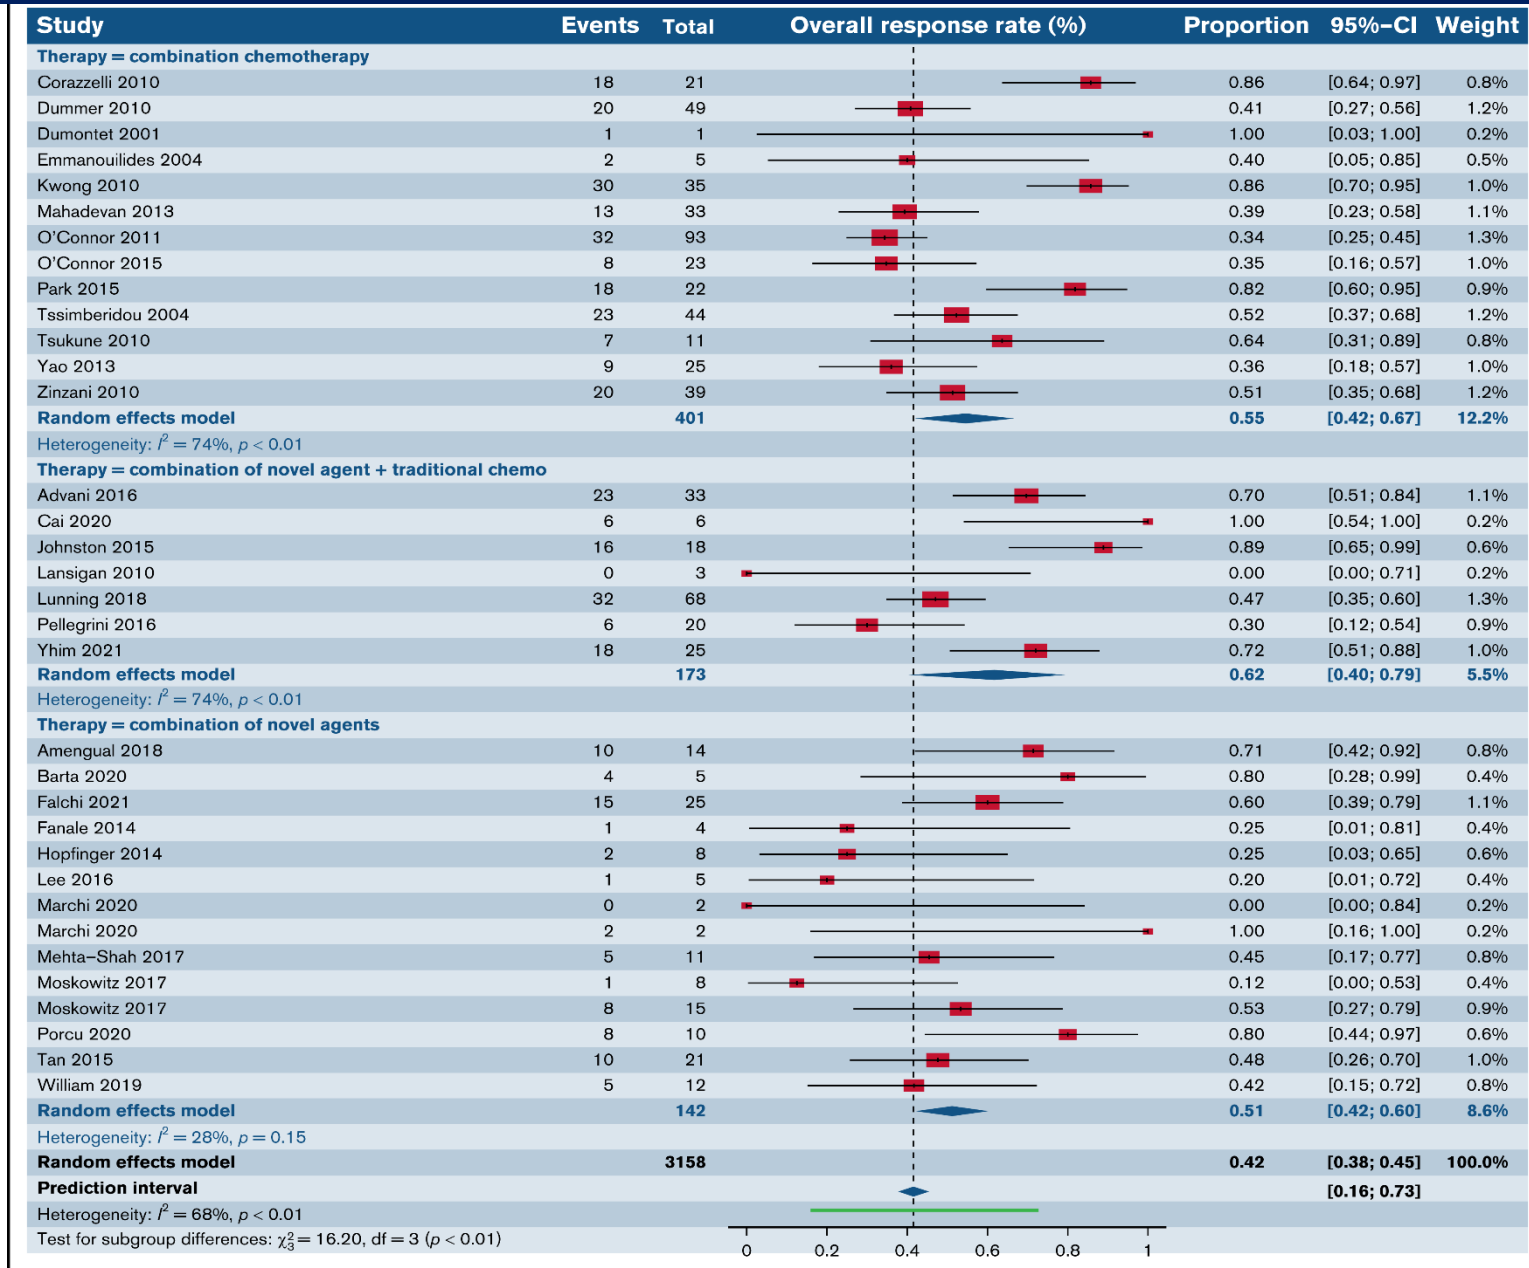 Study Events Total Overall response rate (%) Proportion 95%–CI Weight
Therapy = combination chemotherapy
Corazzelli 2010 18 21 0.86 [0.64; 0.97] 0.8%
Dummer 2010 20 49 0.41 [0.27; 0.56] 1.2%
Dumontet 2001 1 1 1.00 [0.03; 1.00] 0.2%
Emmanouilides 2004 2 5 0.40 [0.05; 0.85] 0.5%
Kwong 2010 30 35 0.86 [0.70; 0.95] 1.0%
Mahadevan 2013 13 33 0.39 [0.23; 0.58] 1.1%
O'Connor 2011 32 93 0.34 [0.25; 0.45] 1.3%
O'Connor 2015 8 23 0.35 [0.16; 0.57] 1.0%
Park 2015 18 22 0.82 [0.60; 0.95] 0.9%
Tssimberidou 2004 23 44 0.52 [0.37; 0.68] 1.2%
Tsukune 2010 7 11 0.64 [0.31; 0.89] 0.8%
Yao 2013 9 25 0.36 [0.18; 0.57] 1.0%
Zinzani 2010 20 39 0.51 [0.35; 0.68] 1.2%
Random effects model 401 0.55 [0.42; 0.67] 12.2%
Heterogeneity: I² = 74%, p < 0.01
Therapy = combination of novel agent + traditional chemo
Advani 2016 23 33 0.70 [0.51; 0.84] 1.1%
Cai 2020 6 6 1.00 [0.54; 1.00] 0.2%
Johnston 2015 16 18 0.89 [0.65; 0.99] 0.6%
Lansigan 2010 0 3 0.00 [0.00; 0.71] 0.2%
Lunning 2018 32 68 0.47 [0.35; 0.60] 1.3%
Pellegrini 2016 6 20 0.30 [0.12; 0.54] 0.9%
Yhim 2021 18 25 0.72 [0.51; 0.88] 1.0%
Random effects model 173 0.62 [0.40; 0.79] 5.5%
Heterogeneity: I² = 74%, p < 0.01
Therapy = combination of novel agents
Amengual 2018 10 14 0.71 [0.42; 0.92] 0.8%
Barta 2020 4 5 0.80 [0.28; 0.99] 0.4%
Falchi 2021 15 25 0.60 [0.39; 0.79] 1.1%
Fanale 2014 1 4 0.25 [0.01; 0.81] 0.4%
Hopfinger 2014 2 8 0.25 [0.03; 0.65] 0.6%
Lee 2016 1 5 0.20 [0.01; 0.72] 0.4%
Marchi 2020 0 2 0.00 [0.00; 0.84] 0.2%
Marchi 2020 2 2 1.00 [0.16; 1.00] 0.2%
Mehta–Shah 2017 5 11 0.45 [0.17; 0.77] 0.8%
Moskowitz 2017 1 8 0.12 [0.00; 0.53] 0.4%
Moskowitz 2017 8 15 0.53 [0.27; 0.79] 0.9%
Porcu 2020 8 10 0.80 [0.44; 0.97] 0.6%
Tan 2015 10 21 0.48 [0.26; 0.70] 1.0%
William 2019 5 12 0.42 [0.15; 0.72] 0.8%
Random effects model 142 0.51 [0.42; 0.60] 8.6%
Heterogeneity: I² = 28%, p = 0.15
Random effects model 3158 0.42 [0.38; 0.45] 100.0%
Prediction interval [0.16; 0.73]
Heterogeneity: I² = 68%, p < 0.01
Test for subgroup differences: χ²₃ = 16.20, df = 3 (p < 0.01)
0 0.2 0.4 0.6 0.8 1